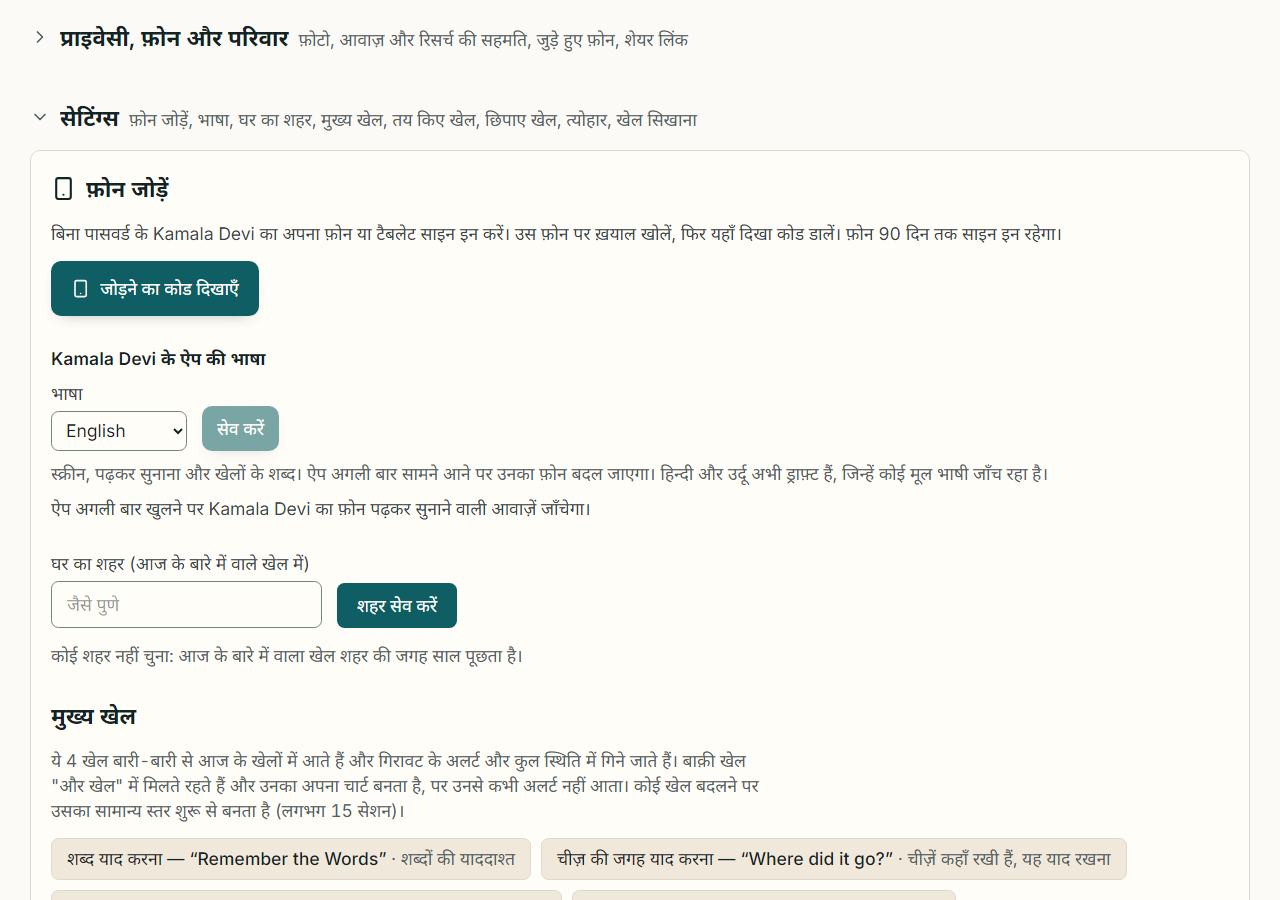 प्राइवेसी, फ़ोन और परिवार फ़ोटो, आवाज़ और रिसर्च की सहमति, जुड़े हुए फ़ोन, शेयर लिंक
सेटिंग्स फ़ोन जोड़ें, भाषा, घर का शहर, मुख्य खेल, तय किए खेल, छिपाए खेल, त्योहार, खेल सिखाना
फ़ोन जोड़ें
बिना पासवर्ड के Kamala Devi का अपना फ़ोन या टैबलेट साइन इन करें। उस फ़ोन पर ख़याल खोलें, फिर यहाँ दिखा कोड डालें। फ़ोन 90 दिन तक साइन इन रहेगा।
जोड़ने का कोड दिखाएँ
Kamala Devi के ऐप की भाषा
भाषा
English सेव करें
स्क्रीन, पढ़कर सुनाना और खेलों के शब्द। ऐप अगली बार सामने आने पर उनका फ़ोन बदल जाएगा। हिन्दी और उर्दू अभी ड्राफ़्ट हैं, जिन्हें कोई मूल भाषी जाँच रहा है।
ऐप अगली बार खुलने पर Kamala Devi का फ़ोन पढ़कर सुनाने वाली आवाज़ें जाँचेगा।
घर का शहर (आज के बारे में वाले खेल में)
जैसे पुणे शहर सेव करें
कोई शहर नहीं चुना: आज के बारे में वाला खेल शहर की जगह साल पूछता है।
मुख्य खेल
ये 4 खेल बारी-बारी से आज के खेलों में आते हैं और गिरावट के अलर्ट और कुल स्थिति में गिने जाते हैं। बाक़ी खेल
"और खेल" में मिलते रहते हैं और उनका अपना चार्ट बनता है, पर उनसे कभी अलर्ट नहीं आता। कोई खेल बदलने पर
उसका सामान्य स्तर शुरू से बनता है (लगभग 15 सेशन)।
शब्द याद करना — “Remember the Words” · शब्दों की याददाश्त चीज़ की जगह याद करना — “Where did it go?” · चीज़ें कहाँ रखी हैं, यह याद रखना